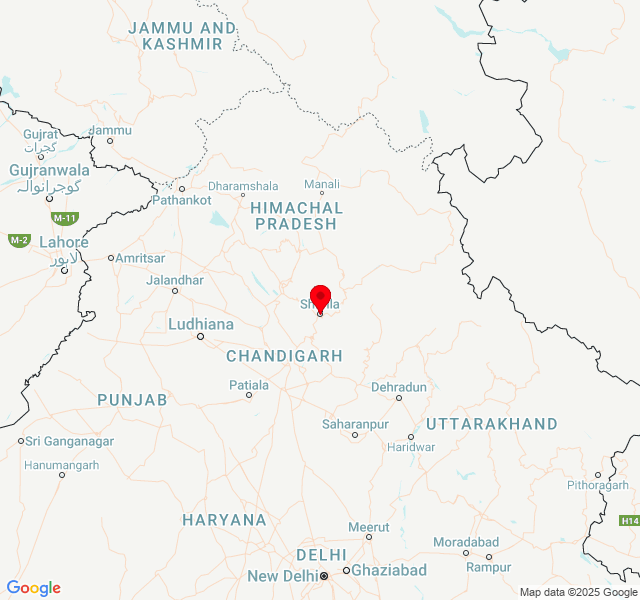 JAMMU AND
KASHMIR
Gujrat
گجرات
Jammu
Gujranwala
گوجرانوالہ
Pathankot
Dharamshala
Manali
HIMACHAL
PRADESH
M-11
M-2
Lahore
لاہور
Amritsar
Jalandhar
Ludhiana
CHANDIGARH
Patiala
PUNJAB
Dehradun
Saharanpur
UTTARAKHAND
Haridwar
Sri Ganganagar
Hanumangarh
Pithoragarh
HARYANA
H14
Meerut
Moradabad
Rampur
DELHI
New Delhi
Ghaziabad
Google
Map data ©2025 Google